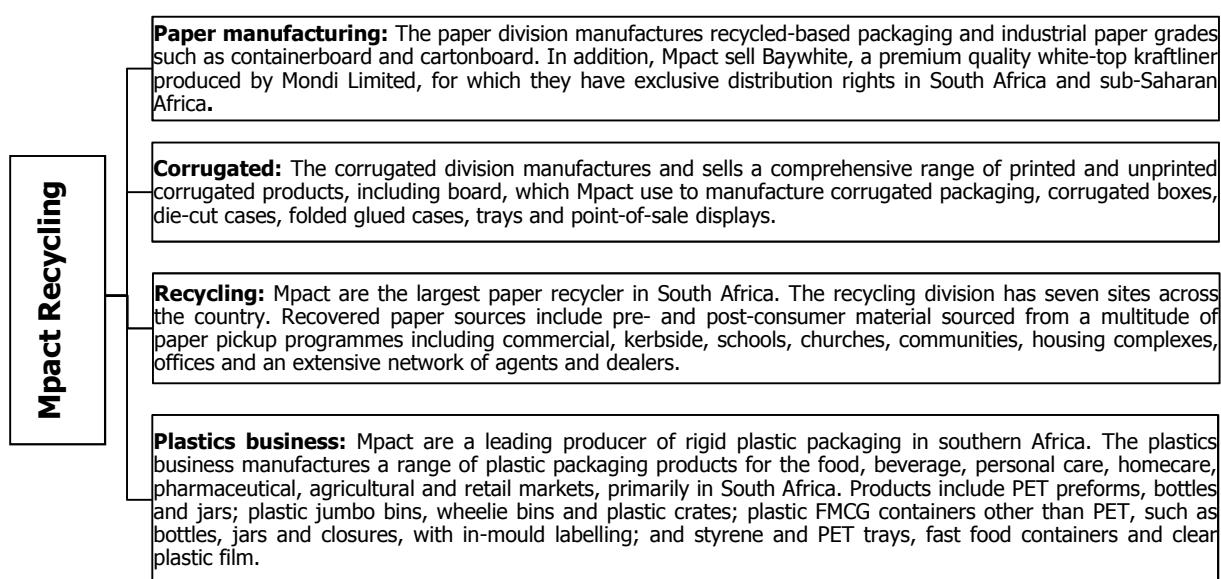 Mpact Recycling
Paper manufacturing: The paper division manufactures recycled-based packaging and industrial paper grades
such as containerboard and cartonboard. In addition, Mpact sell Baywhite, a premium quality white-top kraftliner
produced by Mondi Limited, for which they have exclusive distribution rights in South Africa and sub-Saharan
Africa.
Corrugated: The corrugated division manufactures and sells a comprehensive range of printed and unprinted
corrugated products, including board, which Mpact use to manufacture corrugated packaging, corrugated boxes,
die-cut cases, folded glued cases, trays and point-of-sale displays.
Recycling: Mpact are the largest paper recycler in South Africa. The recycling division has seven sites across
the country. Recovered paper sources include pre- and post-consumer material sourced from a multitude of
paper pickup programmes including commercial, kerbside, schools, churches, communities, housing complexes,
offices and an extensive network of agents and dealers.
Plastics business: Mpact are a leading producer of rigid plastic packaging in southern Africa. The plastics
business manufactures a range of plastic packaging products for the food, beverage, personal care, homecare,
pharmaceutical, agricultural and retail markets, primarily in South Africa. Products include PET preforms, bottles
and jars; plastic jumbo bins, wheelie bins and plastic crates; plastic FMCG containers other than PET, such as
bottles, jars and closures, with in-mould labelling; and styrene and PET trays, fast food containers and clear
plastic film.